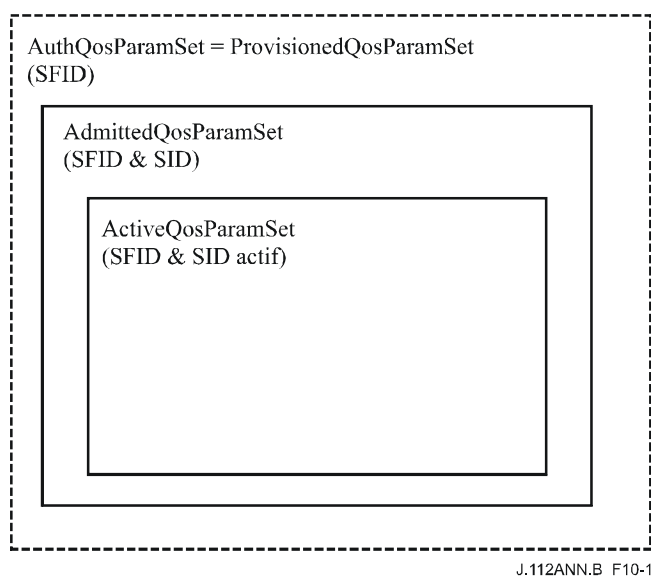 AuthQosParamSet = ProvisionedQosParamSet
(SFID)
AdmittedQosParamSet
(SFID & SID)
ActiveQosParamSet
(SFID & SID actif)
J.112ANN.B F10-1